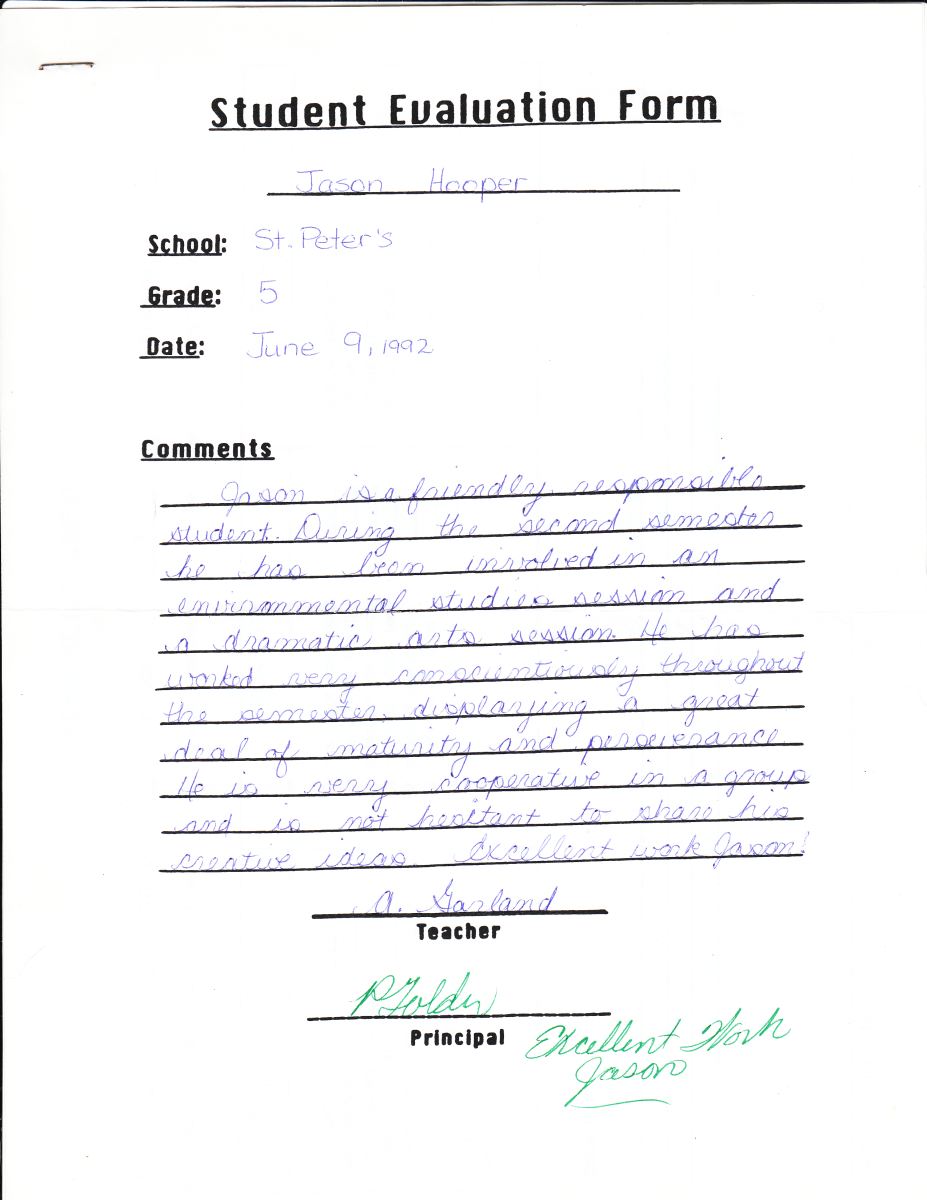 Student Evaluation Form
Jason Hooper
School: St. Peter's
Grade: 5
Date: June 9, 1992
Comments
Jason is a friendly, responsible
student. During the second semester
he has been involved in an
environmental studies session and
a dramatic arts session. He has
worked very conscientiously throughout
the semester, displaying a great
deal of maturity and perseverance.
He is very cooperative in a group
and is not hesitant to share his
creative ideas. Excellent work Jason!
A. Garland
Teacher
Principal
Excellent Work
Jason